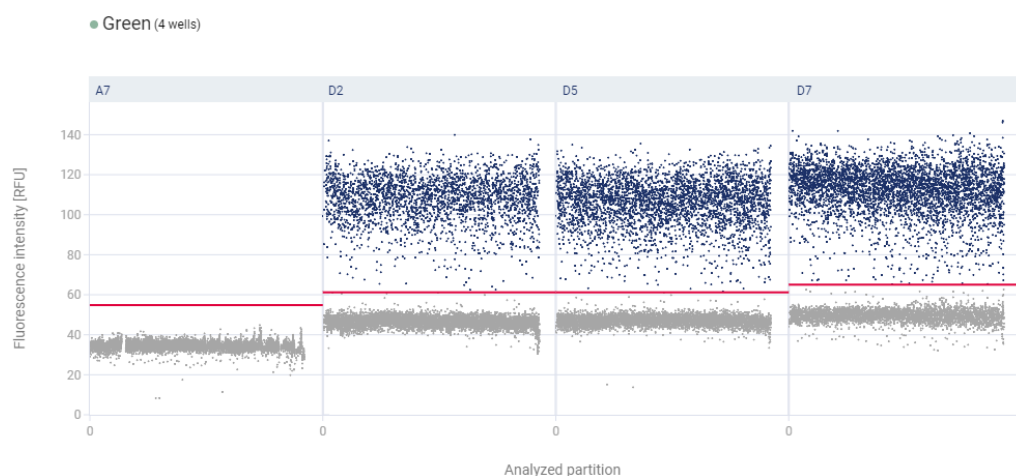 Green (4 wells)
A7 D2 D5 D7
Fluorescence intensity [RFU]
140
120
100
80
60
40
20
0
0 0 0 0
Analyzed partition